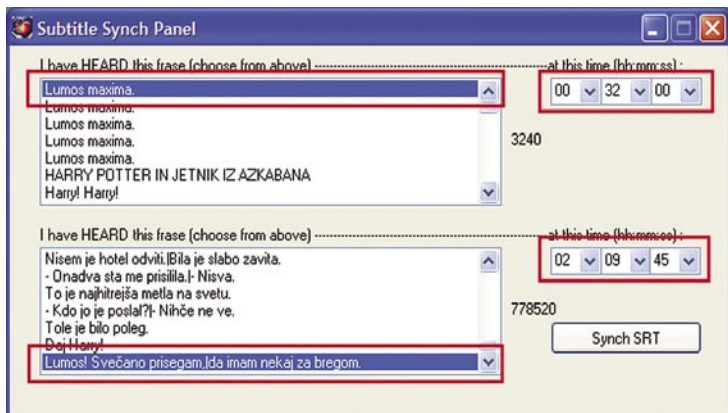 Subtitle Synch Panel
I have HEARD this frase (choose from above) ------------------------------------------------at this time (hh:mm:ss) :
Lumos maxima.
00 32 00
Lumos maxima.
Lumos maxima.
Lumos maxima.
3240
Lumos maxima.
HARRY POTTER IN JETNIK IZ AZKABANA
Harry! Harry!
I have HEARD this frase (choose from above) ------------------------------------------------at this time (hh:mm:ss) :
Nisem je hotel odviti.|Bila je slabo zavita.
02 09 45
- Onadva sta me prisilila.|- Nisva.
To je najhitrejša metla na svetu.
- Kdo jo je poslal?|- Nihče ne ve.
778520
Tole je bilo poleg.
Synch SRT
Daj Harry!
Lumos! Svečano prisegam,|da imam nekaj za bregom.